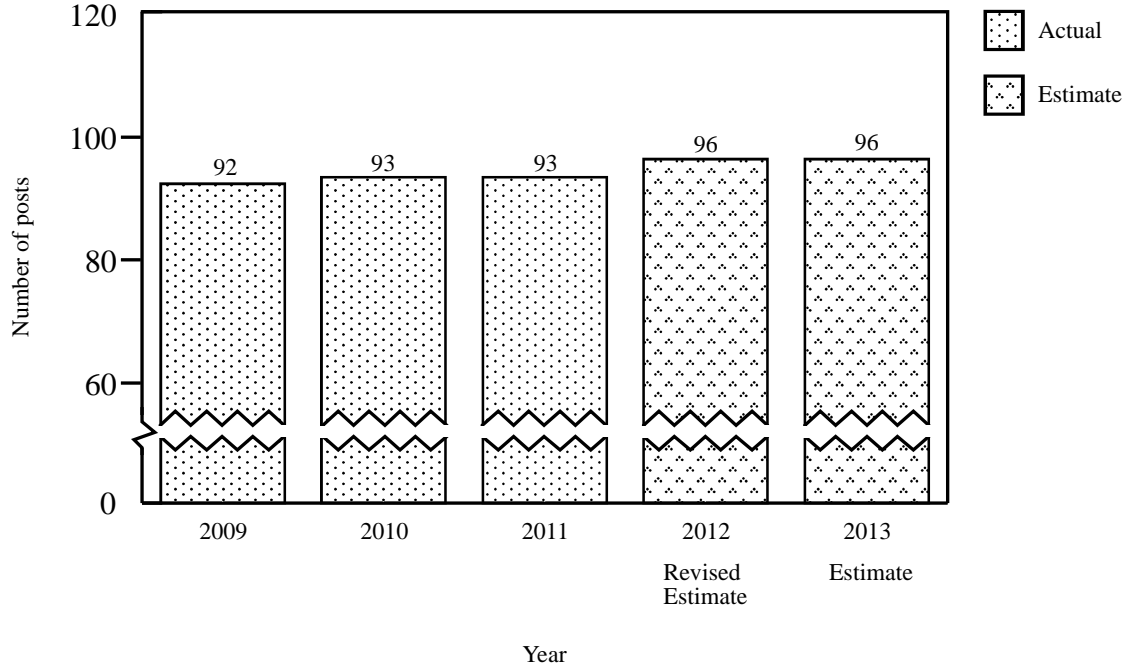 120
100
80
60
0
Number of posts
92
93
93
96
96
2009
2010
2011
2012
2013
Revised
Estimate
Estimate
Year
Actual
Estimate